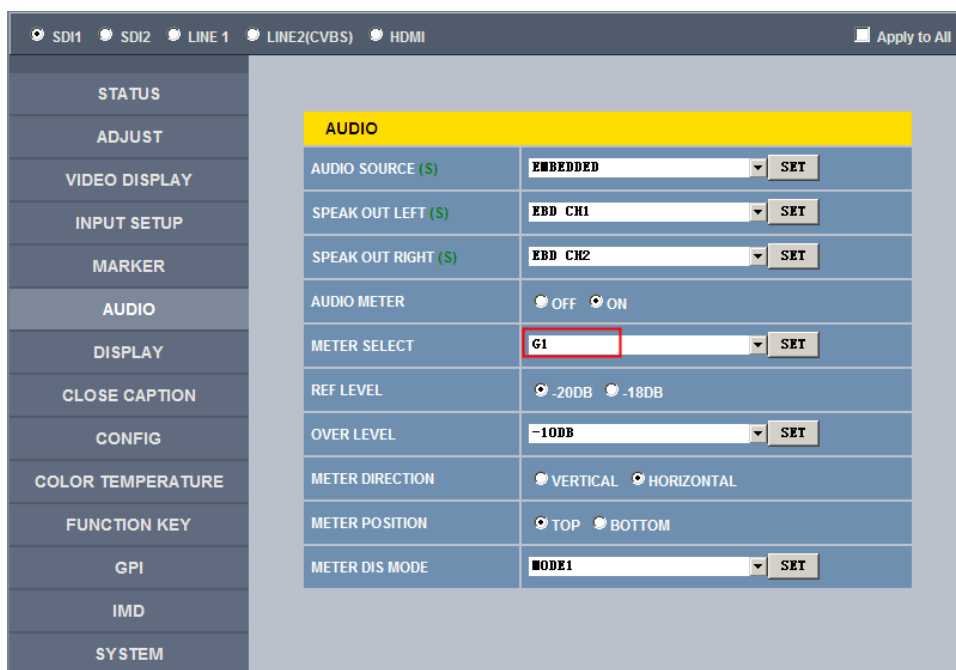 SDI1 SDI2 LINE 1 LINE2(CVBS) HDMI Apply to All
STATUS
ADJUST
VIDEO DISPLAY
INPUT SETUP
MARKER
AUDIO
DISPLAY
CLOSE CAPTION
CONFIG
COLOR TEMPERATURE
FUNCTION KEY
GPI
IMD
SYSTEM
AUDIO
AUDIO SOURCE (S) EMBEDDED SET
SPEAK OUT LEFT (S) EBD CH1 SET
SPEAK OUT RIGHT (S) EBD CH2 SET
AUDIO METER OFF ON
METER SELECT G1 SET
REF LEVEL -20DB -18DB
OVER LEVEL -10DB SET
METER DIRECTION VERTICAL HORIZONTAL
METER POSITION TOP BOTTOM
METER DIS MODE MODE1 SET